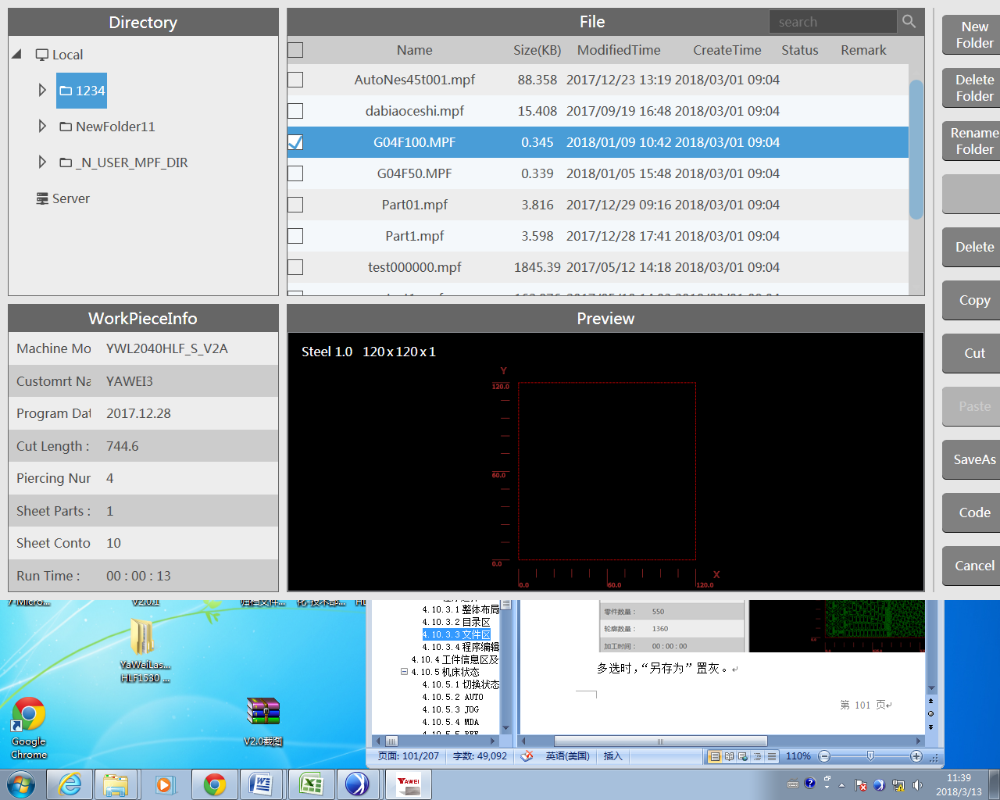 Directory
Local
1234
NewFolder11
_N_USER_MPF_DIR
Server
File
search
Name Size(KB) ModifiedTime CreateTime Status Remark
AutoNes45t001.mpf 88.358 2017/12/23 13:19 2018/03/01 09:04
dabiaoceshi.mpf 15.408 2017/09/19 16:48 2018/03/01 09:04
G04F100.MPF 0.345 2018/01/09 10:42 2018/03/01 09:04
G04F50.MPF 0.339 2018/01/05 15:48 2018/03/01 09:04
Part01.mpf 3.816 2017/12/29 09:16 2018/03/01 09:04
Part1.mpf 3.598 2017/12/28 17:41 2018/03/01 09:04
test000000.mpf 1845.39 2017/05/12 14:18 2018/03/01 09:04
New Folder
Delete Folder
Rename Folder
Delete
Copy
Cut
Paste
SaveAs
Code
Cancel
WorkPieceInfo
Machine Mo YWL2040HLF_S_V2A
Customrt Na YAWEI3
Program Dat 2017.12.28
Cut Length : 744.6
Piercing Nur 4
Sheet Parts : 1
Sheet Conto 10
Run Time : 00 : 00 : 13
Preview
Steel 1.0 120 x 120 x 1
Y
120.0
60.0
0.0
X
0.0 60.0 120.0
V2.0.1
YaWeiLas...
HLF1530 ...
Google
Chrome
V2.0截图
4.10.3.1 整体布局
4.10.3.2 目录区
4.10.3.3 文件区
4.10.3.4 程序编辑
4.10.4 工件信息区及
4.10.5 机床状态
4.10.5.1 切换状态
4.10.5.2 AUTO
4.10.5.3 JOG
4.10.5.4 MDA
零件数量： 550
轮廓数量： 1360
加工时间： 00 : 00 : 00
多选时，“另存为”置灰。
第 101 页
页面: 101/207 字数: 49,092 英语(美国) 插入 110%
YAWEI
11:39
2018/3/13